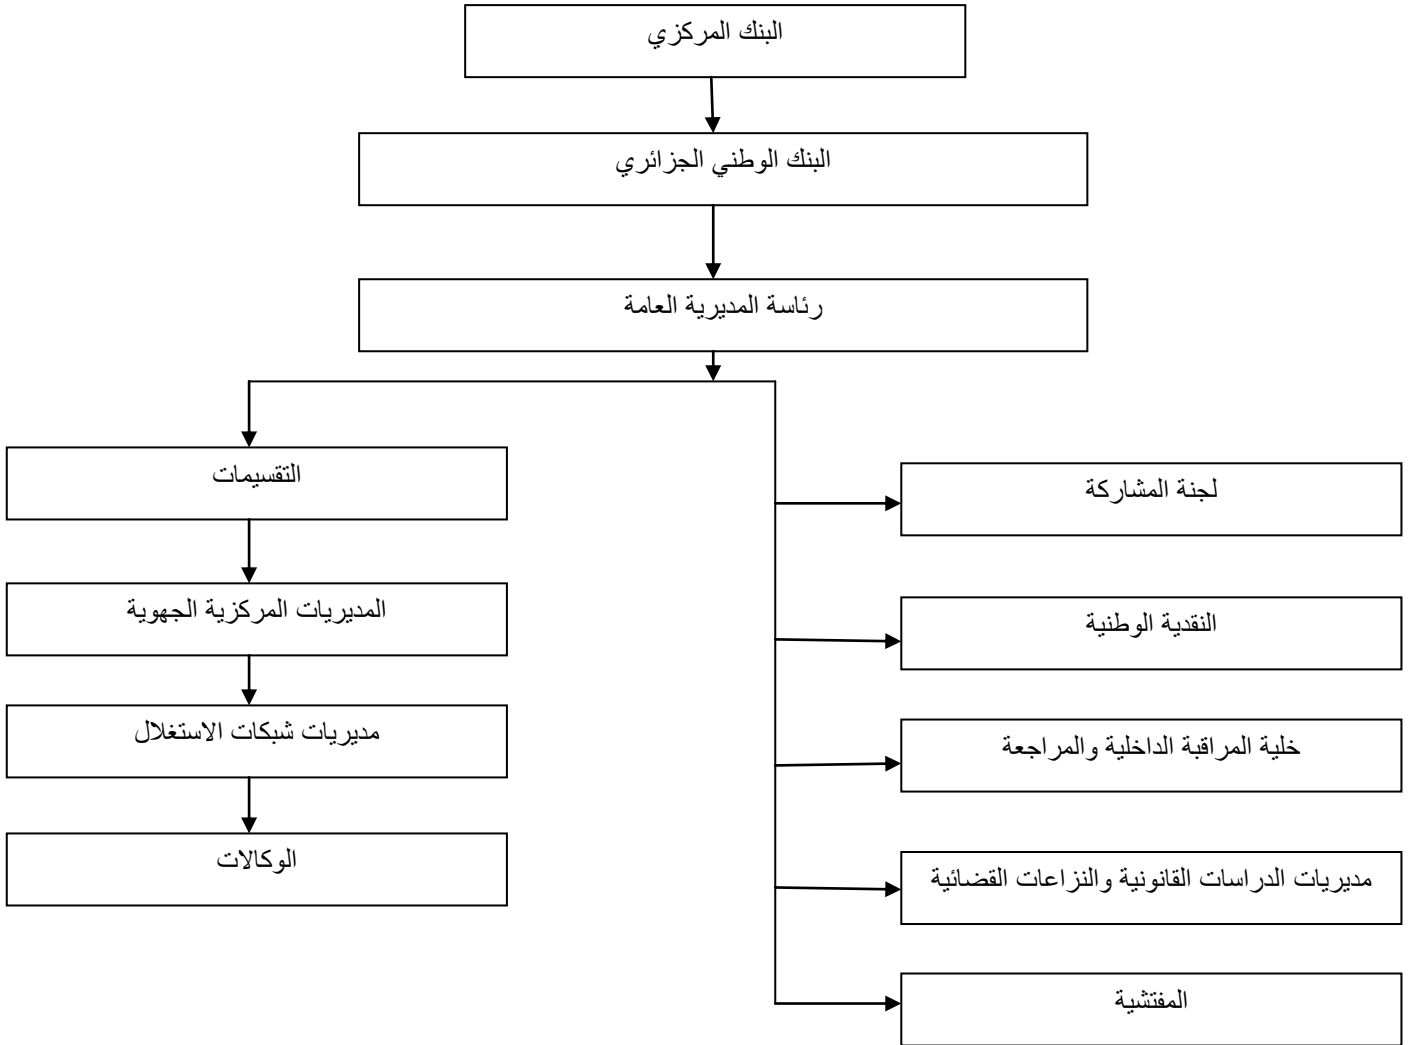 البنك المركزي
البنك الوطني الجزائري
رئاسة المديرية العامة
لجنة المشاركة
النقدية الوطنية
خلية المراقبة الداخلية والمراجعة
مديريات الدراسات القانونية والنزاعات القضائية
المفتشية
التقسيمات
المديريات المركزية الجهوية
مديريات شبكات الاستغلال
الوكالات